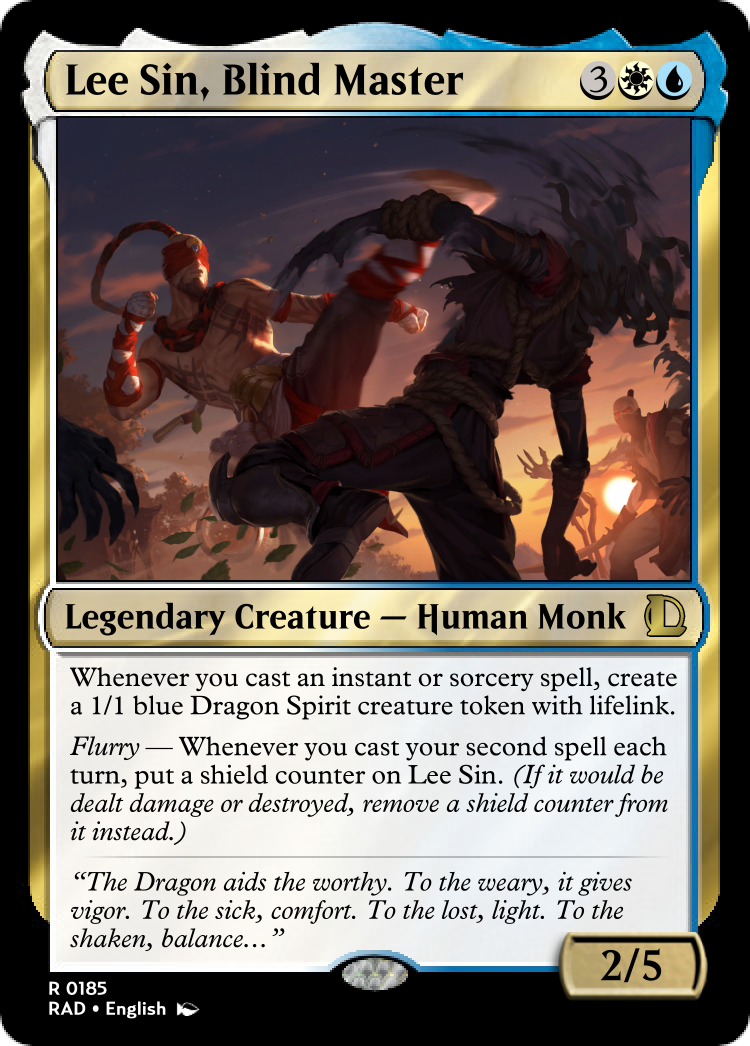 Lee Sin, Blind Master 3
Legendary Creature — Human Monk
Whenever you cast an instant or sorcery spell, create
a 1/1 blue Dragon Spirit creature token with lifelink.
Flurry — Whenever you cast your second spell each
turn, put a shield counter on Lee Sin. (If it would be
dealt damage or destroyed, remove a shield counter from
it instead.)
“The Dragon aids the worthy. To the weary, it gives
vigor. To the sick, comfort. To the lost, light. To the
shaken, balance…”
2/5
R 0185
RAD • English